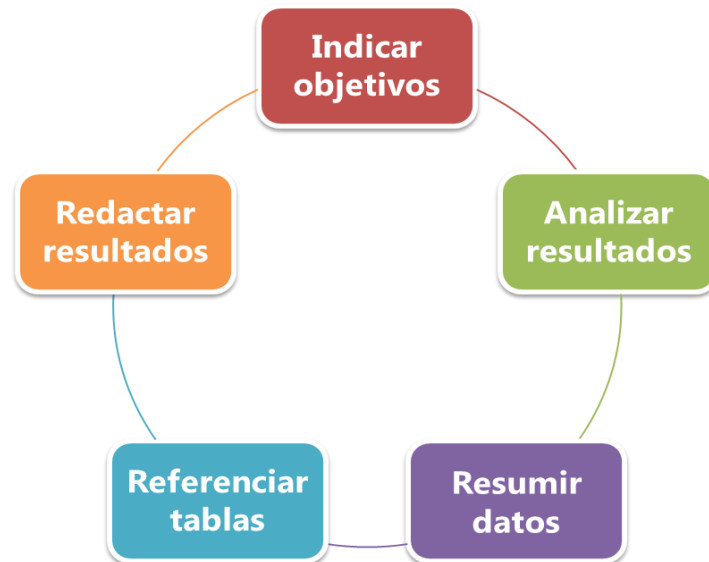 Indicar
objetivos
Analizar
resultados
Resumir
datos
Referenciar
tablas
Redactar
resultados